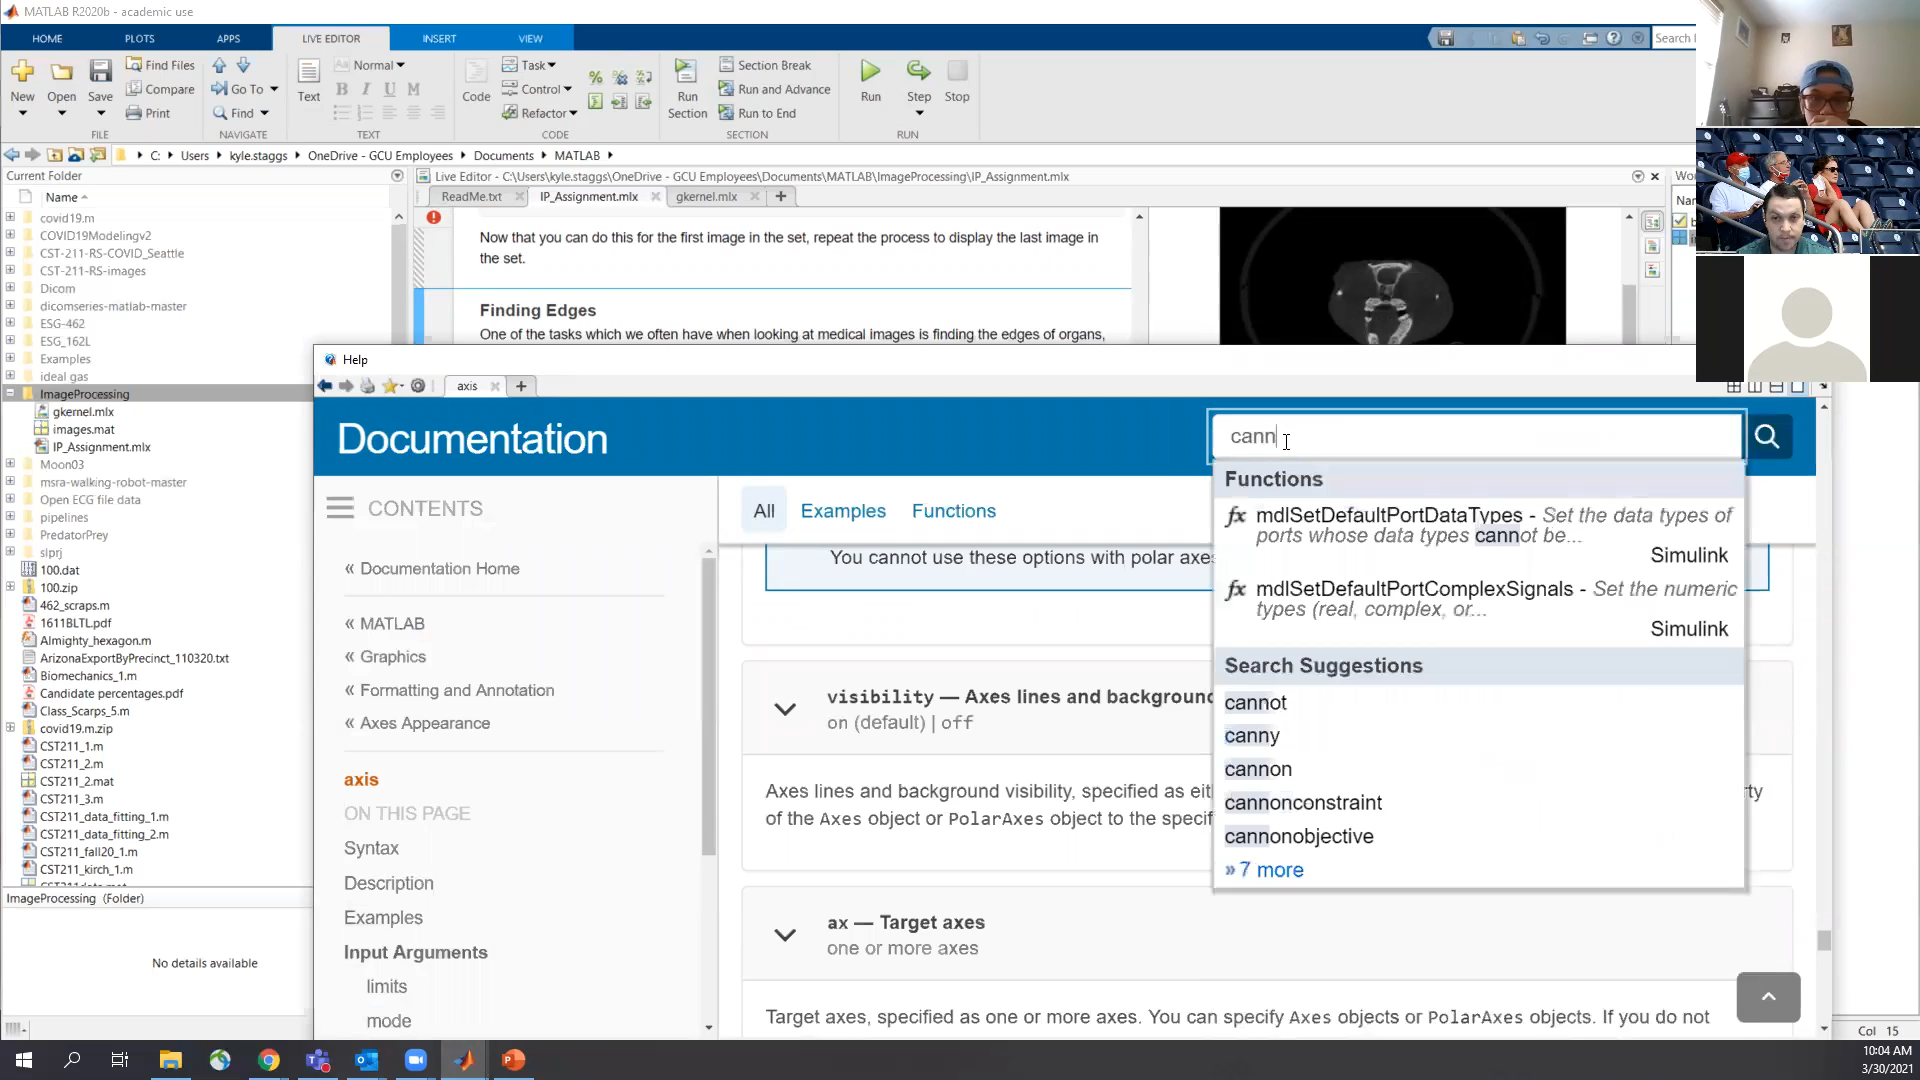 MATLAB R2020b - academic use
HOME PLOTS APPS LIVE EDITOR INSERT VIEW
New Open Save Find Files Compare Print Go To Find
Text Normal B I U M Code Task Control Refactor
Run Section Section Break Run and Advance Run to End
Run Step Stop
FILE NAVIGATE TEXT CODE SECTION RUN
C: Users kyle.staggs OneDrive - GCU Employees Documents MATLAB
Current Folder
Name
covid19.m
COVID19Modelingv2
CST-211-RS-COVID_Seattle
CST-211-RS-images
Dicom
dicomseries-matlab-master
ESG-462
ESG_162L
Examples
ideal gas
ImageProcessing
gkernel.mlx
images.mat
IP_Assignment.mlx
Moon03
msra-walking-robot-master
Open ECG file data
pipelines
PredatorPrey
slprj
100.dat
100.zip
462_scraps.m
1611BLTL.pdf
Almighty_hexagon.m
ArizonaExportByPrecinct_110320.txt
Biomechanics_1.m
Candidate percentages.pdf
Class_Scarps_5.m
covid19.m.zip
CST211_1.m
CST211_2.m
CST211_2.mat
CST211_3.m
CST211_data_fitting_1.m
CST211_data_fitting_2.m
CST211_fall20_1.m
CST211_kirch_1.m
ImageProcessing (Folder)
No details available
Live Editor - C:\Users\kyle.staggs\OneDrive - GCU Employees\Documents\MATLAB\ImageProcessing\IP_Assignment.mlx
ReadMe.txt IP_Assignment.mlx gkernel.mlx
Now that you can do this for the first image in the set, repeat the process to display the last image in
the set.
Finding Edges
One of the tasks which we often have when looking at medical images is finding the edges of organs,
Help
axis
Documentation
cann
CONTENTS
« Documentation Home
« MATLAB
« Graphics
« Formatting and Annotation
« Axes Appearance
axis
ON THIS PAGE
Syntax
Description
Examples
Input Arguments
limits
mode
All Examples Functions
You cannot use these options with polar axes
visibility — Axes lines and background
on (default) | off
Axes lines and background visibility, specified as
of the Axes object or PolarAxes object to the
ax — Target axes
one or more axes
Target axes, specified as one or more axes. You can specify Axes objects or PolarAxes objects. If you do not
Functions
fx mdlSetDefaultPortDataTypes - Set the data types of
ports whose data types cannot be...
Simulink
fx mdlSetDefaultPortComplexSignals - Set the numeric
types (real, complex, or...
Simulink
Search Suggestions
cannot
canny
cannon
cannonconstraint
cannonobjective
» 7 more
Col 15
10:04 AM
3/30/2021